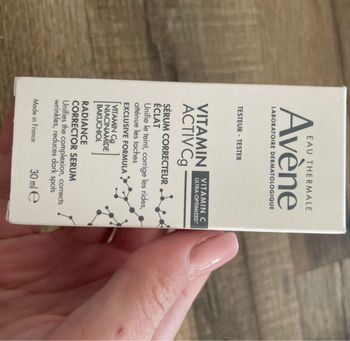 EAU THERMALE
Avène
LABORATOIRE DERMATOLOGIQUE
TESTEUR - TESTER
VITAMIN
ACTIV Cg
VITAMIN C
ULTRA-OPTIMIZED
SÉRUM CORRECTEUR
ÉCLAT
Unifie le teint, corrige les rides,
atténue les taches
EXCLUSIVE FORMULA
VITAMIN Cg
NIACINAMIDE
BAKUCHIOL
RADIANCE
CORRECTOR SERUM
Unifies the complexion, corrects
wrinkles, reduces dark spots
Made in France
30 ml ℮